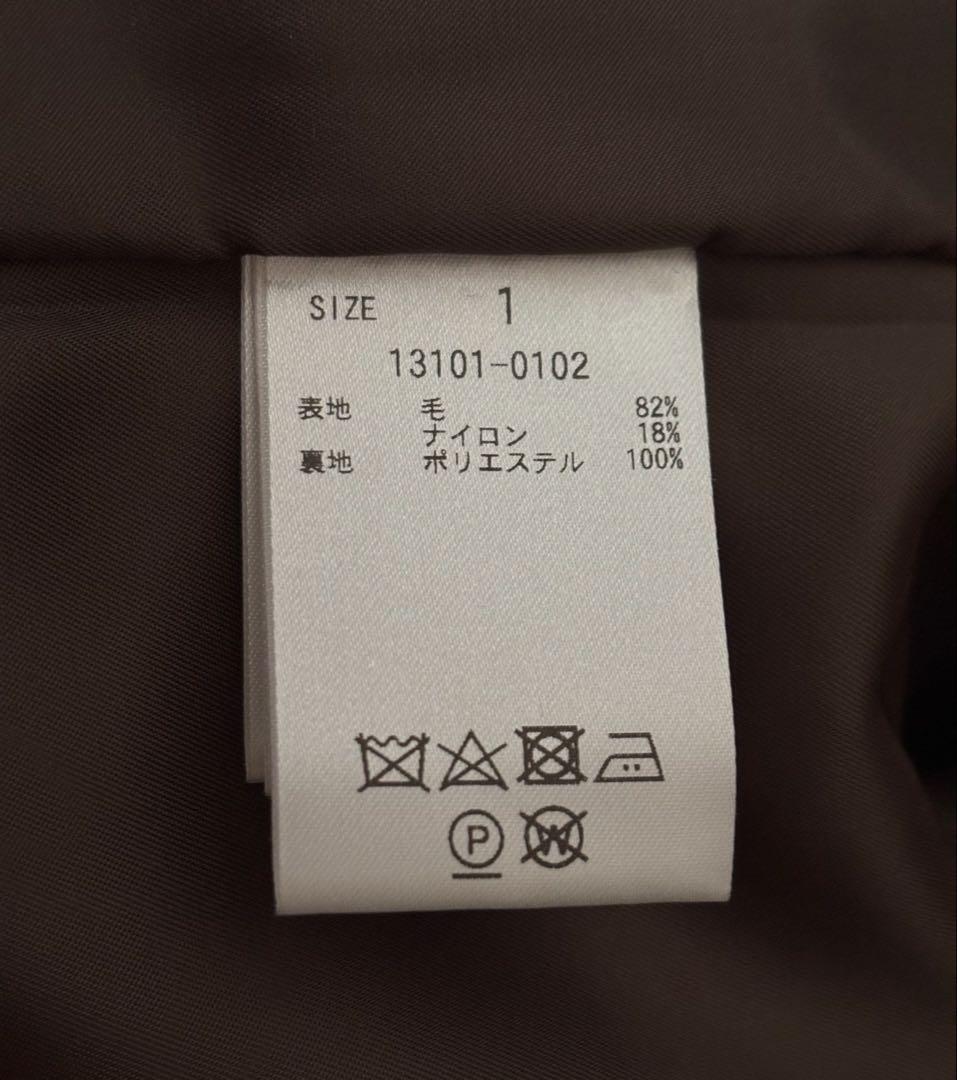 SIZE 1
13101-0102
表地 毛 82%
ナイロン 18%
裏地 ポリエステル 100%
P W